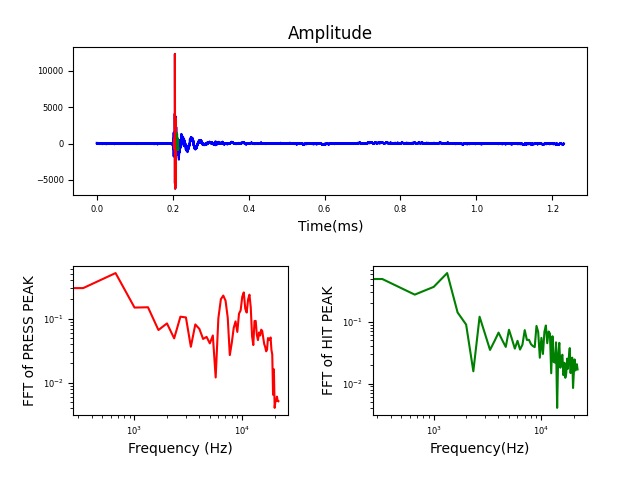 Amplitude
10000
5000
0
−5000
0.0 0.2 0.4 0.6 0.8 1.0 1.2
Time(ms)
FFT of PRESS PEAK
10⁻¹
10⁻²
10³ 10⁴
Frequency (Hz)
FFT of HIT PEAK
10⁻¹
10⁻²
10³ 10⁴
Frequency(Hz)